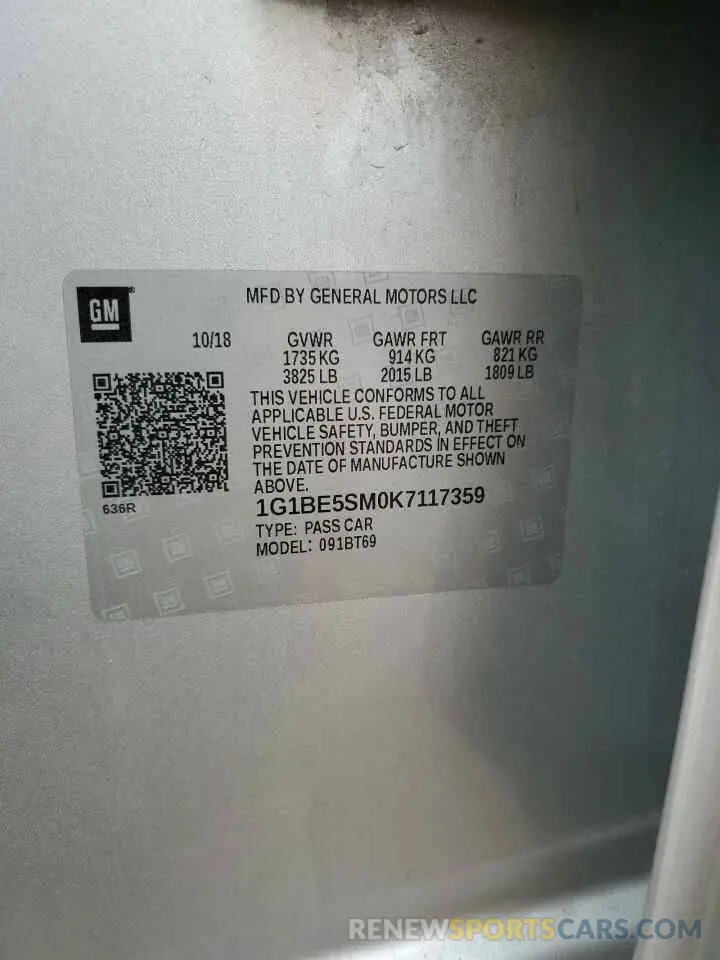 GM
MFD BY GENERAL MOTORS LLC
10/18 GVWR GAWR FRT GAWR RR
1735 KG 914 KG 821 KG
3825 LB 2015 LB 1809 LB
THIS VEHICLE CONFORMS TO ALL
APPLICABLE U.S. FEDERAL MOTOR
VEHICLE SAFETY, BUMPER, AND THEFT
PREVENTION STANDARDS IN EFFECT ON
THE DATE OF MANUFACTURE SHOWN
ABOVE.
636R
1G1BE5SM0K7117359
TYPE: PASS CAR
MODEL: 091BT69
RENEWSPORTSCARS.COM